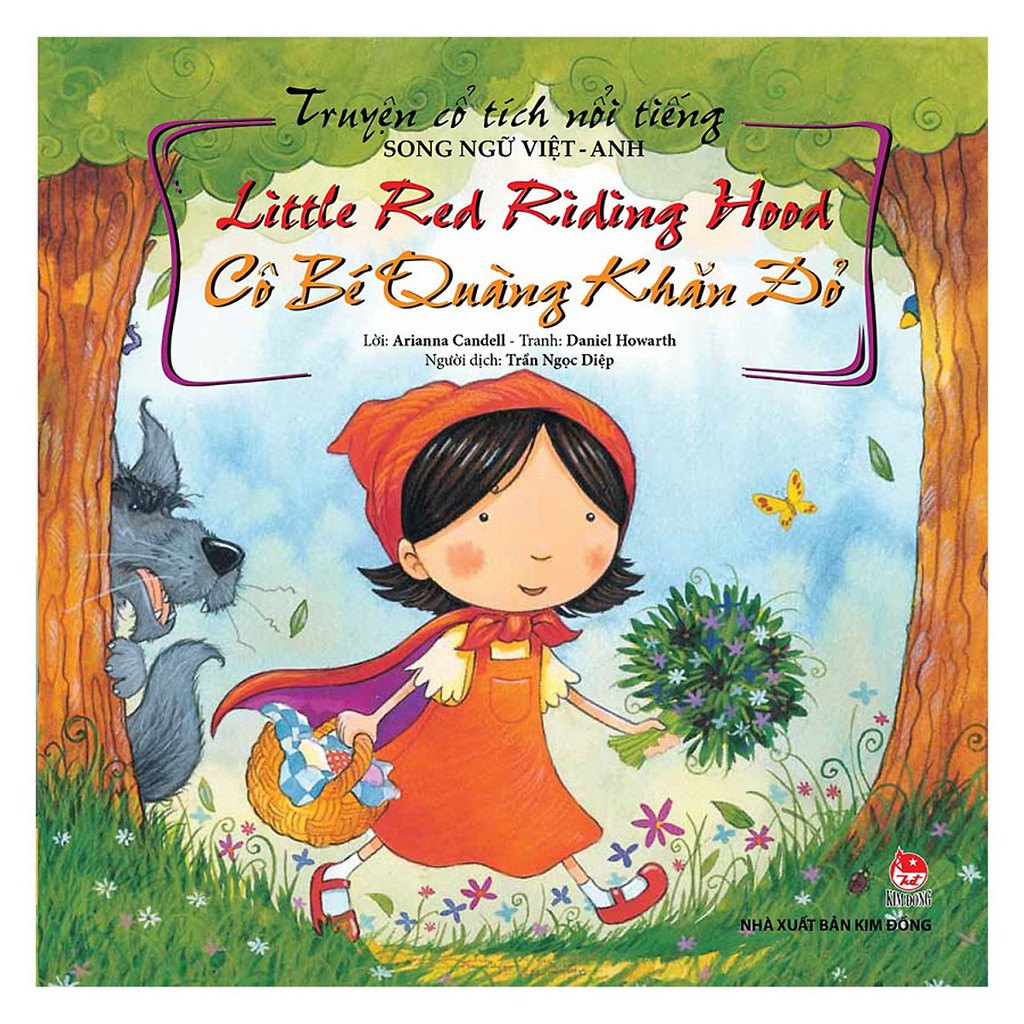 Truyện cổ tích nổi tiếng
SONG NGỮ VIỆT - ANH
Little Red Riding Hood
Cô Bé Quàng Khăn Đỏ
Lời: Arianna Candell - Tranh: Daniel Howarth
Người dịch: Trần Ngọc Diệp
KIM ĐỒNG
NHÀ XUẤT BẢN KIM ĐỒNG